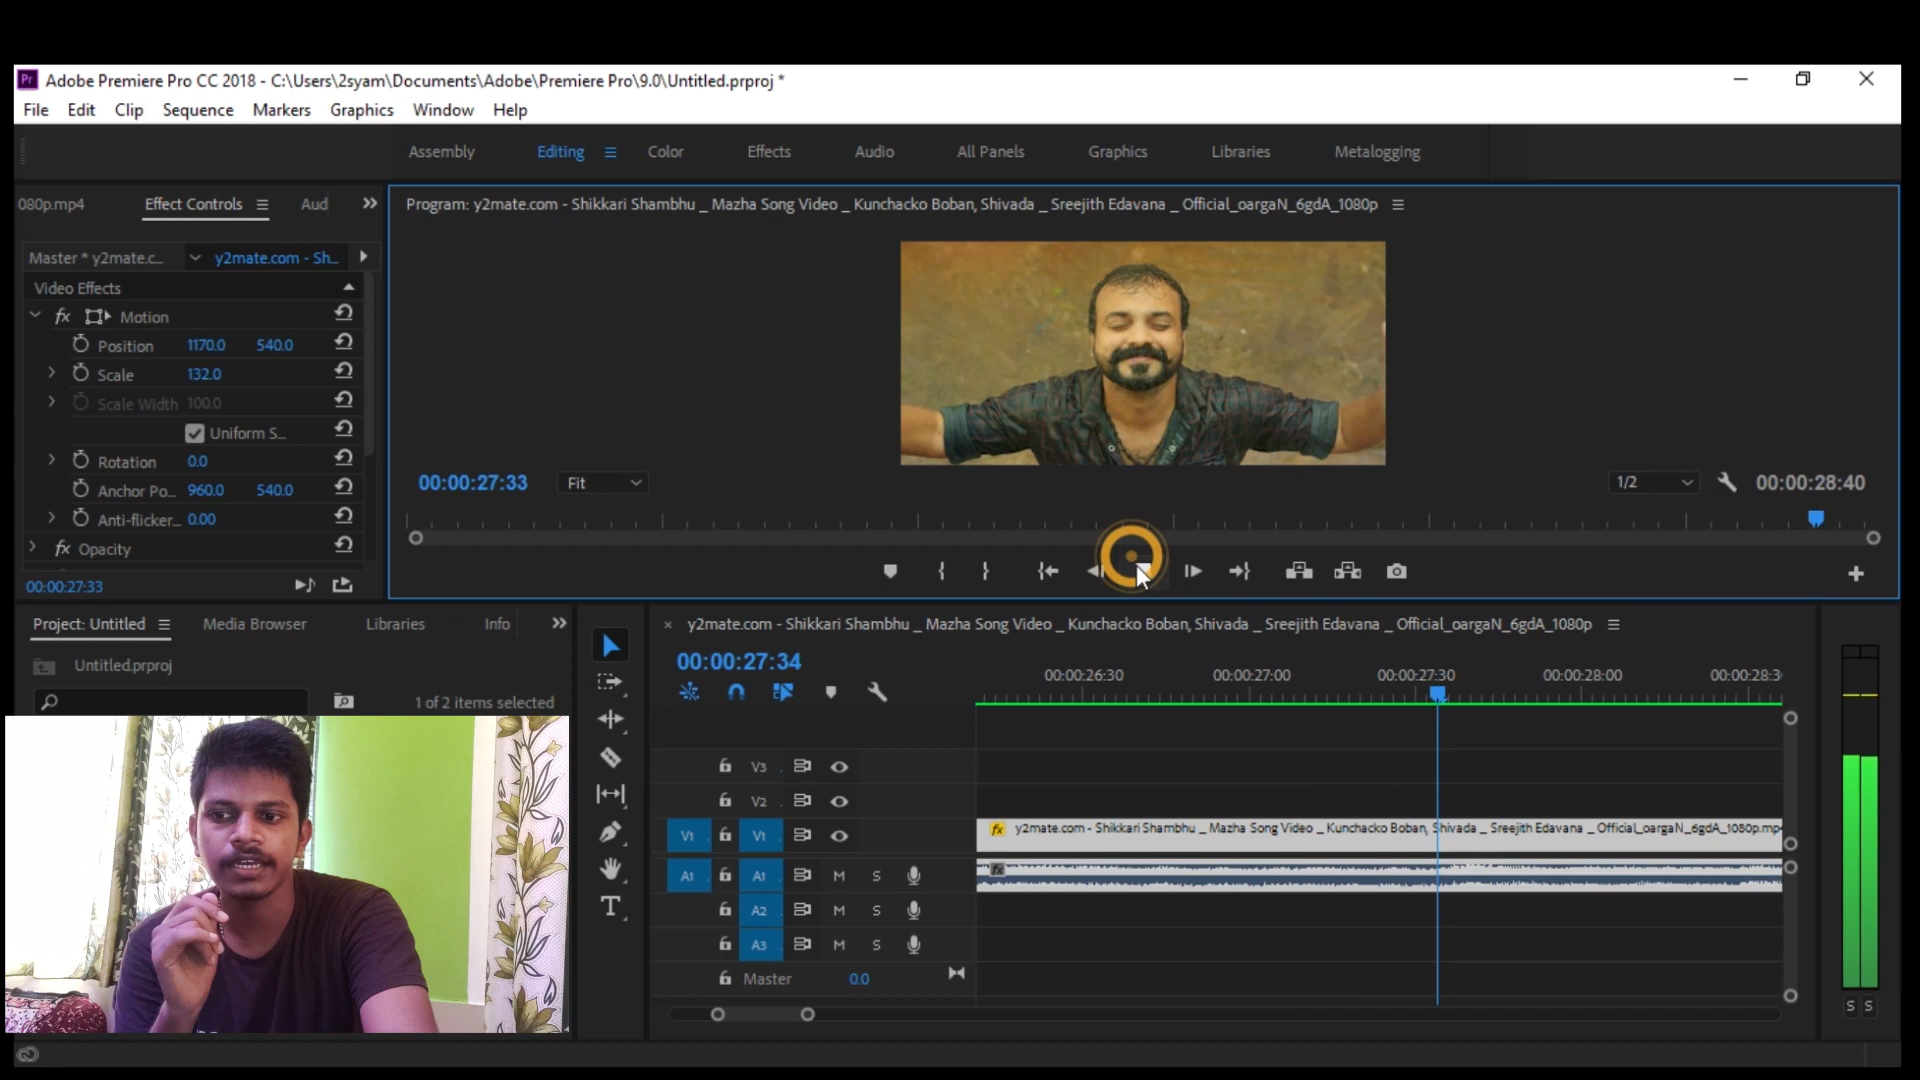 Pr Adobe Premiere Pro CC 2018 - C:\Users\2syam\Documents\Adobe\Premiere Pro\9.0\Untitled.prproj *
File Edit Clip Sequence Markers Graphics Window Help
Assembly Editing Color Effects Audio All Panels Graphics Libraries Metalogging
080p.mp4 Effect Controls Aud
Program: y2mate.com - Shikkari Shambhu _ Mazha Song Video _ Kunchacko Boban, Shivada _ Sreejith Edavana _ Official_oargaN_6gdA_1080p
Master * y2mate.c... y2mate.com - Sh...
Video Effects
fx Motion
Position 1170.0 540.0
Scale 132.0
Scale Width 100.0
Uniform S...
Rotation 0.0
Anchor Po... 960.0 540.0
Anti-flicker... 0.00
fx Opacity
00:00:27:33
00:00:27:33 Fit 1/2 00:00:28:40
Project: Untitled Media Browser Libraries Info
Untitled.prproj
1 of 2 items selected
× y2mate.com - Shikkari Shambhu _ Mazha Song Video _ Kunchacko Boban, Shivada _ Sreejith Edavana _ Official_oargaN_6gdA_1080p
00:00:27:34
00:00:26:30 00:00:27:00 00:00:27:30 00:00:28:00 00:00:28:3
V3
V2
V1 V1
fx y2mate.com - Shikkari Shambhu _ Mazha Song Video _ Kunchacko Boban, Shivada _ Sreejith Edavana _ Official_oargaN_6gdA_1080p.mp
A1 A1 M S
fx
A2 M S
A3 M S
Master 0.0
T
S S